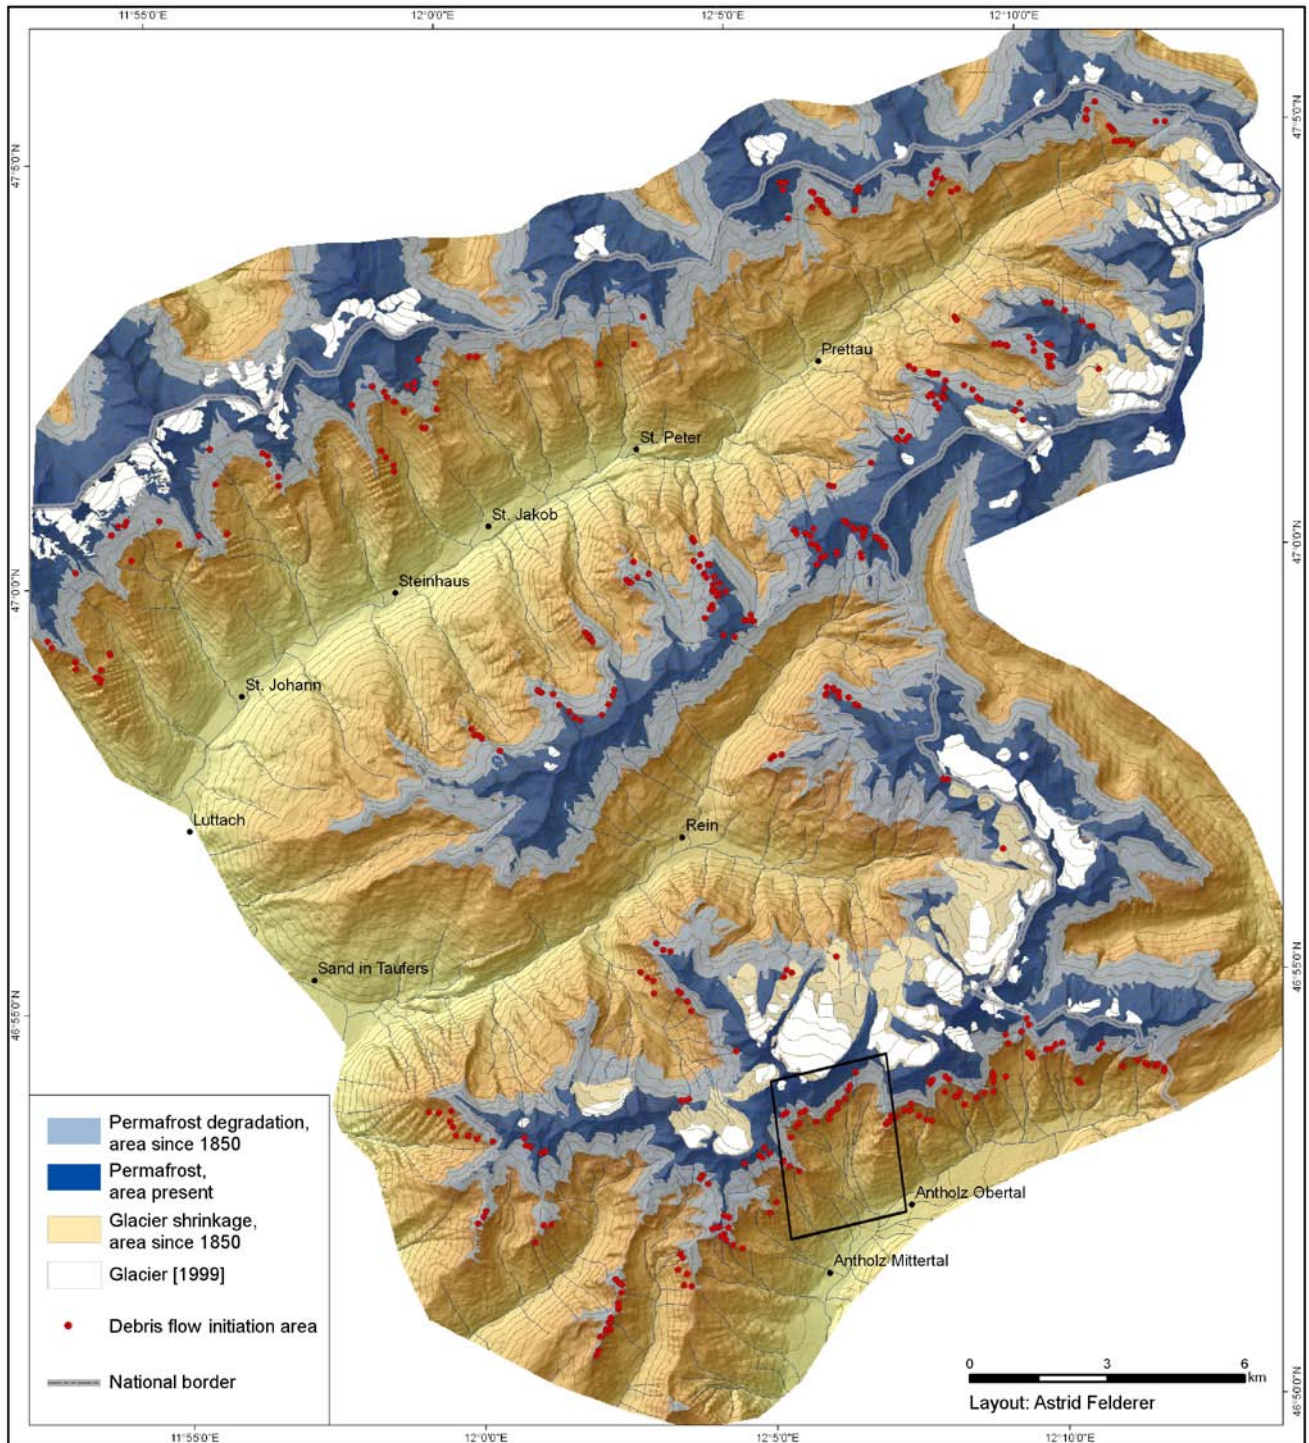 11°55'0"E
12°0'0"E
12°5'0"E
12°10'0"E
47°5'0"N
47°5'0"N
Prettau
St. Peter
St. Jakob
47°0'0"N
Steinhaus
47°0'0"N
St. Johann
Luttach
Rein
Sand in Taufers
46°55'0"N
46°55'0"N
Antholz Obertal
Antholz Mittertal
Permafrost degradation,
area since 1850
Permafrost,
area present
Glacier shrinkage,
area since 1850
Glacier [1999]
Debris flow initiation area
National border
0 3 6
km
Layout: Astrid Felderer
46°50'0"N
11°55'0"E
12°0'0"E
12°5'0"E
12°10'0"E